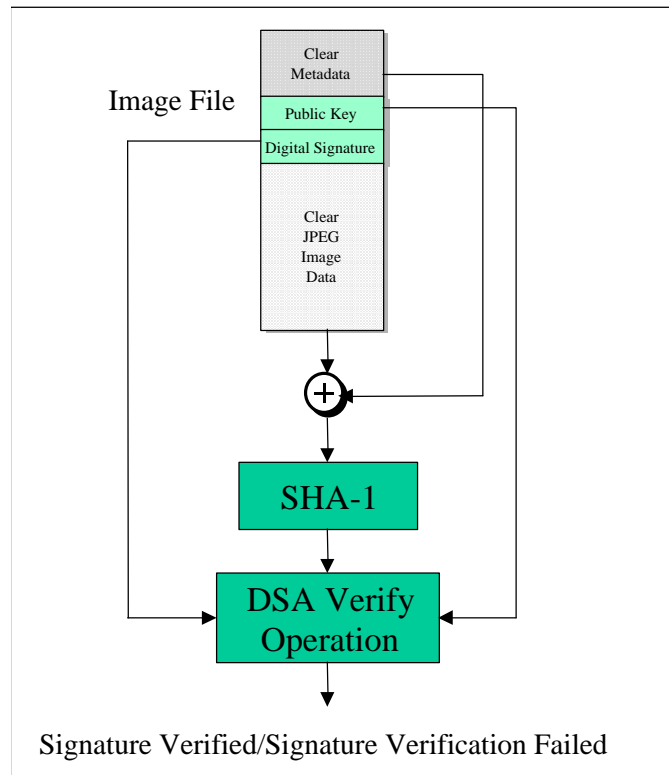 Clear
Metadata
Image File
Public Key
Digital Signature
Clear
JPEG
Image
Data
+
SHA-1
DSA Verify
Operation
Signature Verified/Signature Verification Failed